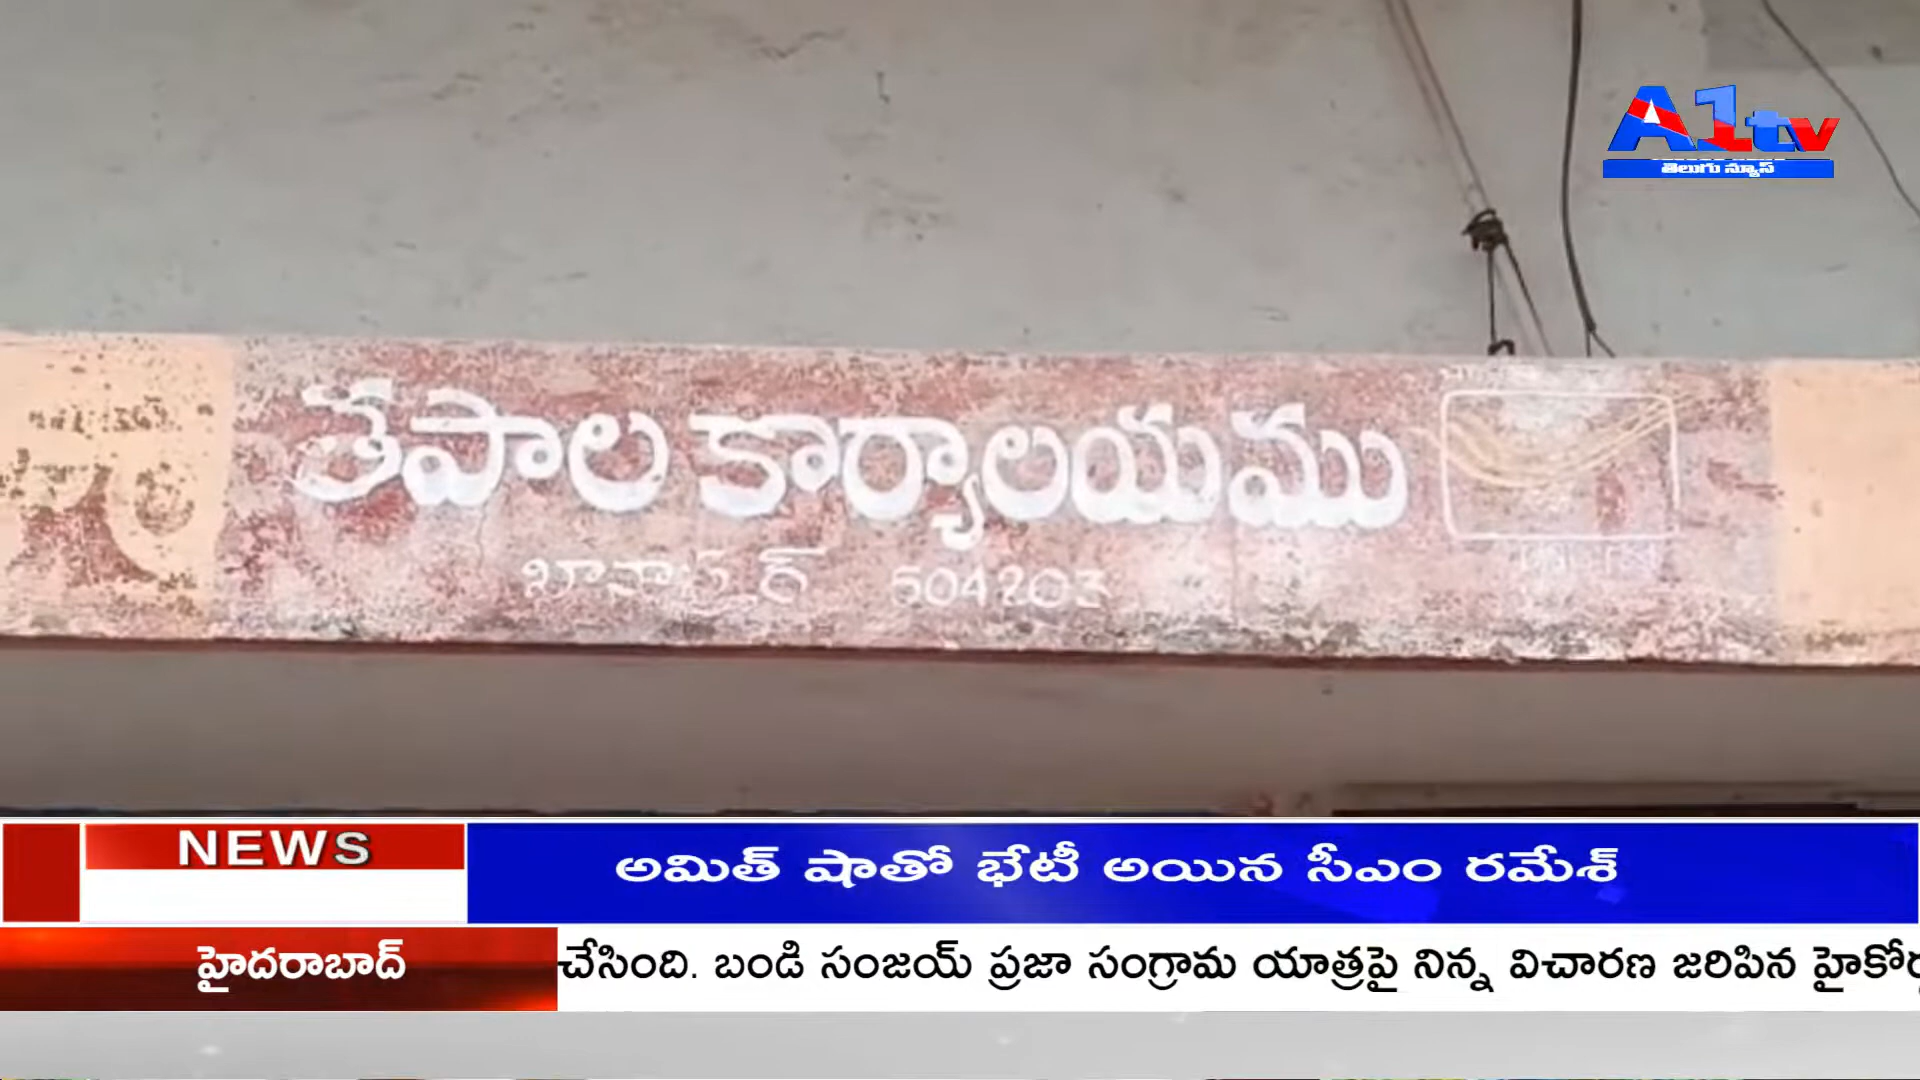 A1tv
తెలుగు న్యూస్
తపాల కార్యాలయము
ఖానాపూర్ 504203
NEWS
అమిత్ షాతో భేటీ అయిన సీఎం రమేశ్
హైదరాబాద్
చేసింది. బండి సంజయ్ ప్రజా సంగ్రామ యాత్రపై నిన్న విచారణ జరిపిన